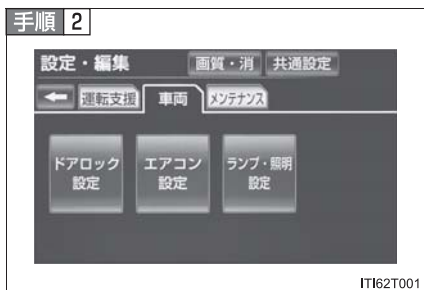 手順 2
設定・編集 画質・消 共通設定
運転支援 車両 メンテナンス
ドアロック エアコン ランプ・照明
設定 設定 設定
ITI62T001